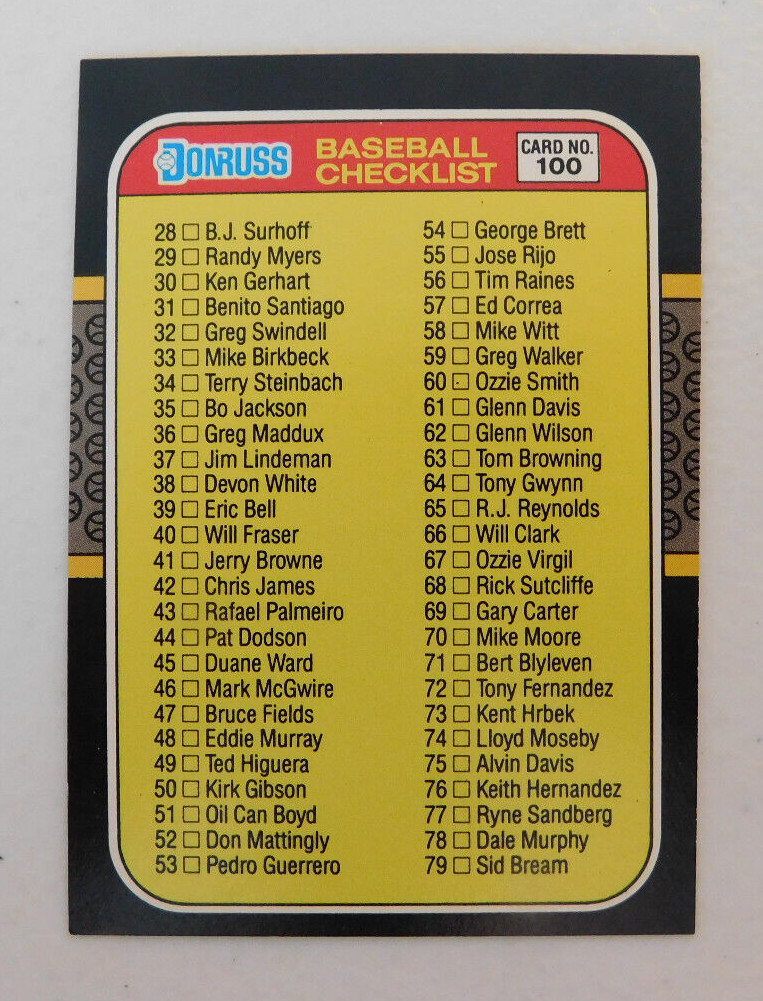 DONRUSS
BASEBALL
CHECKLIST
CARD NO.
100
28 □ B.J. Surhoff
29 □ Randy Myers
30 □ Ken Gerhart
31 □ Benito Santiago
32 □ Greg Swindell
33 □ Mike Birkbeck
34 □ Terry Steinbach
35 □ Bo Jackson
36 □ Greg Maddux
37 □ Jim Lindeman
38 □ Devon White
39 □ Eric Bell
40 □ Will Fraser
41 □ Jerry Browne
42 □ Chris James
43 □ Rafael Palmeiro
44 □ Pat Dodson
45 □ Duane Ward
46 □ Mark McGwire
47 □ Bruce Fields
48 □ Eddie Murray
49 □ Ted Higuera
50 □ Kirk Gibson
51 □ Oil Can Boyd
52 □ Don Mattingly
53 □ Pedro Guerrero
54 □ George Brett
55 □ Jose Rijo
56 □ Tim Raines
57 □ Ed Correa
58 □ Mike Witt
59 □ Greg Walker
60 □ Ozzie Smith
61 □ Glenn Davis
62 □ Glenn Wilson
63 □ Tom Browning
64 □ Tony Gwynn
65 □ R.J. Reynolds
66 □ Will Clark
67 □ Ozzie Virgil
68 □ Rick Sutcliffe
69 □ Gary Carter
70 □ Mike Moore
71 □ Bert Blyleven
72 □ Tony Fernandez
73 □ Kent Hrbek
74 □ Lloyd Moseby
75 □ Alvin Davis
76 □ Keith Hernandez
77 □ Ryne Sandberg
78 □ Dale Murphy
79 □ Sid Bream